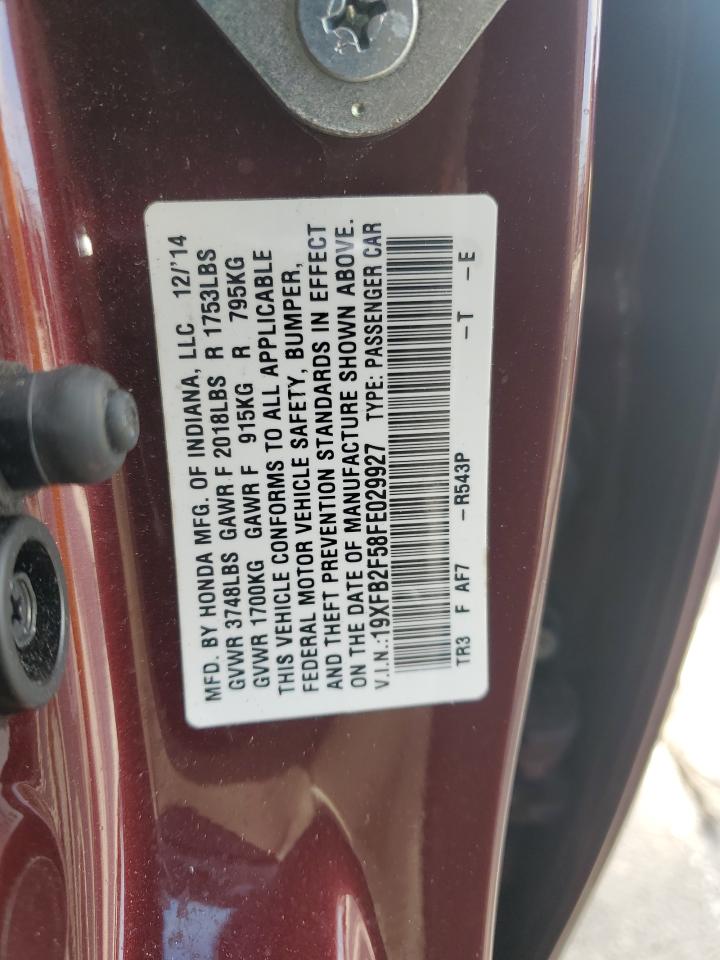 MFD. BY HONDA MFG. OF INDIANA, LLC 12/'14
GVWR 3748LBS GAWR F 2018LBS R 1753LBS
GVWR 1700KG GAWR F 915KG R 795KG
THIS VEHICLE CONFORMS TO ALL APPLICABLE
FEDERAL MOTOR VEHICLE SAFETY, BUMPER,
AND THEFT PREVENTION STANDARDS IN EFFECT
ON THE DATE OF MANUFACTURE SHOWN ABOVE.
V.I.N.:19XFB2F58FE029927 TYPE: PASSENGER CAR
TR3 F AF7 -R543P -T -E